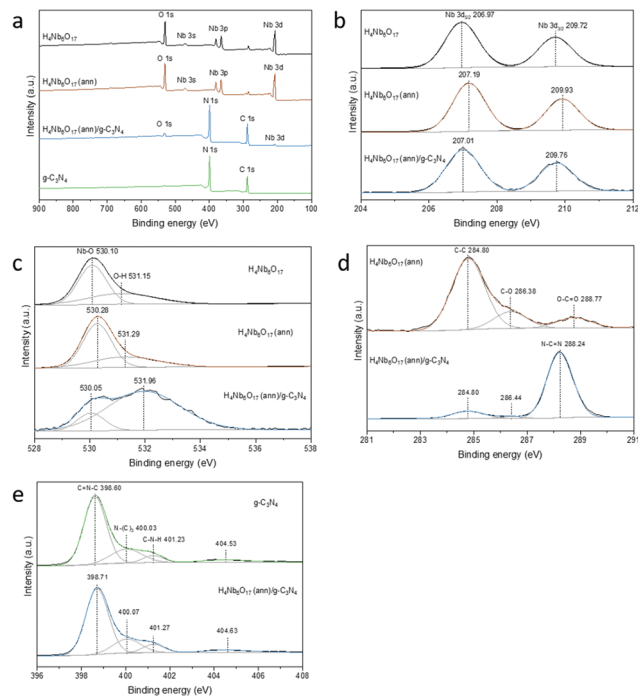 a
O 1s
Nb 3s
Nb 3p
Nb 3d
H₄Nb₆O₁₇
O 1s
Nb 3s
Nb 3p
Nb 3d
H₄Nb₆O₁₇(ann)
N 1s
O 1s
C 1s
Nb 3d
H₄Nb₆O₁₇(ann)/g-C₃N₄
N 1s
C 1s
g-C₃N₄
Intensity (a.u.)
900 800 700 600 500 400 300 200 100
Binding energy (eV)
b
Nb 3d₅/₂ 206.97
Nb 3d₃/₂ 209.72
H₄Nb₆O₁₇
207.19
209.93
H₄Nb₆O₁₇(ann)
207.01
209.76
H₄Nb₆O₁₇(ann)/g-C₃N₄
Intensity (a.u.)
204 206 208 210 212
Binding energy (eV)
c
Nb-O 530.10
O-H 531.15
H₄Nb₆O₁₇
530.28
531.29
H₄Nb₆O₁₇(ann)
530.05
531.96
H₄Nb₆O₁₇(ann)/g-C₃N₄
Intensity (a.u.)
528 530 532 534 536 538
Binding energy (eV)
d
H₄Nb₆O₁₇(ann)
C-C 284.80
C-O 286.38
O-C=O 288.77
H₄Nb₆O₁₇(ann)/g-C₃N₄
N-C=N 288.24
284.80
286.44
Intensity (a.u.)
281 283 285 287 289 291
Binding energy (eV)
e
C=N-C 398.60
g-C₃N₄
N-(C)₃ 400.03
C-N-H 401.23
404.53
398.71
H₄Nb₆O₁₇(ann)/g-C₃N₄
400.07
401.27
404.63
Intensity (a.u.)
396 398 400 402 404 406 408
Binding energy (eV)